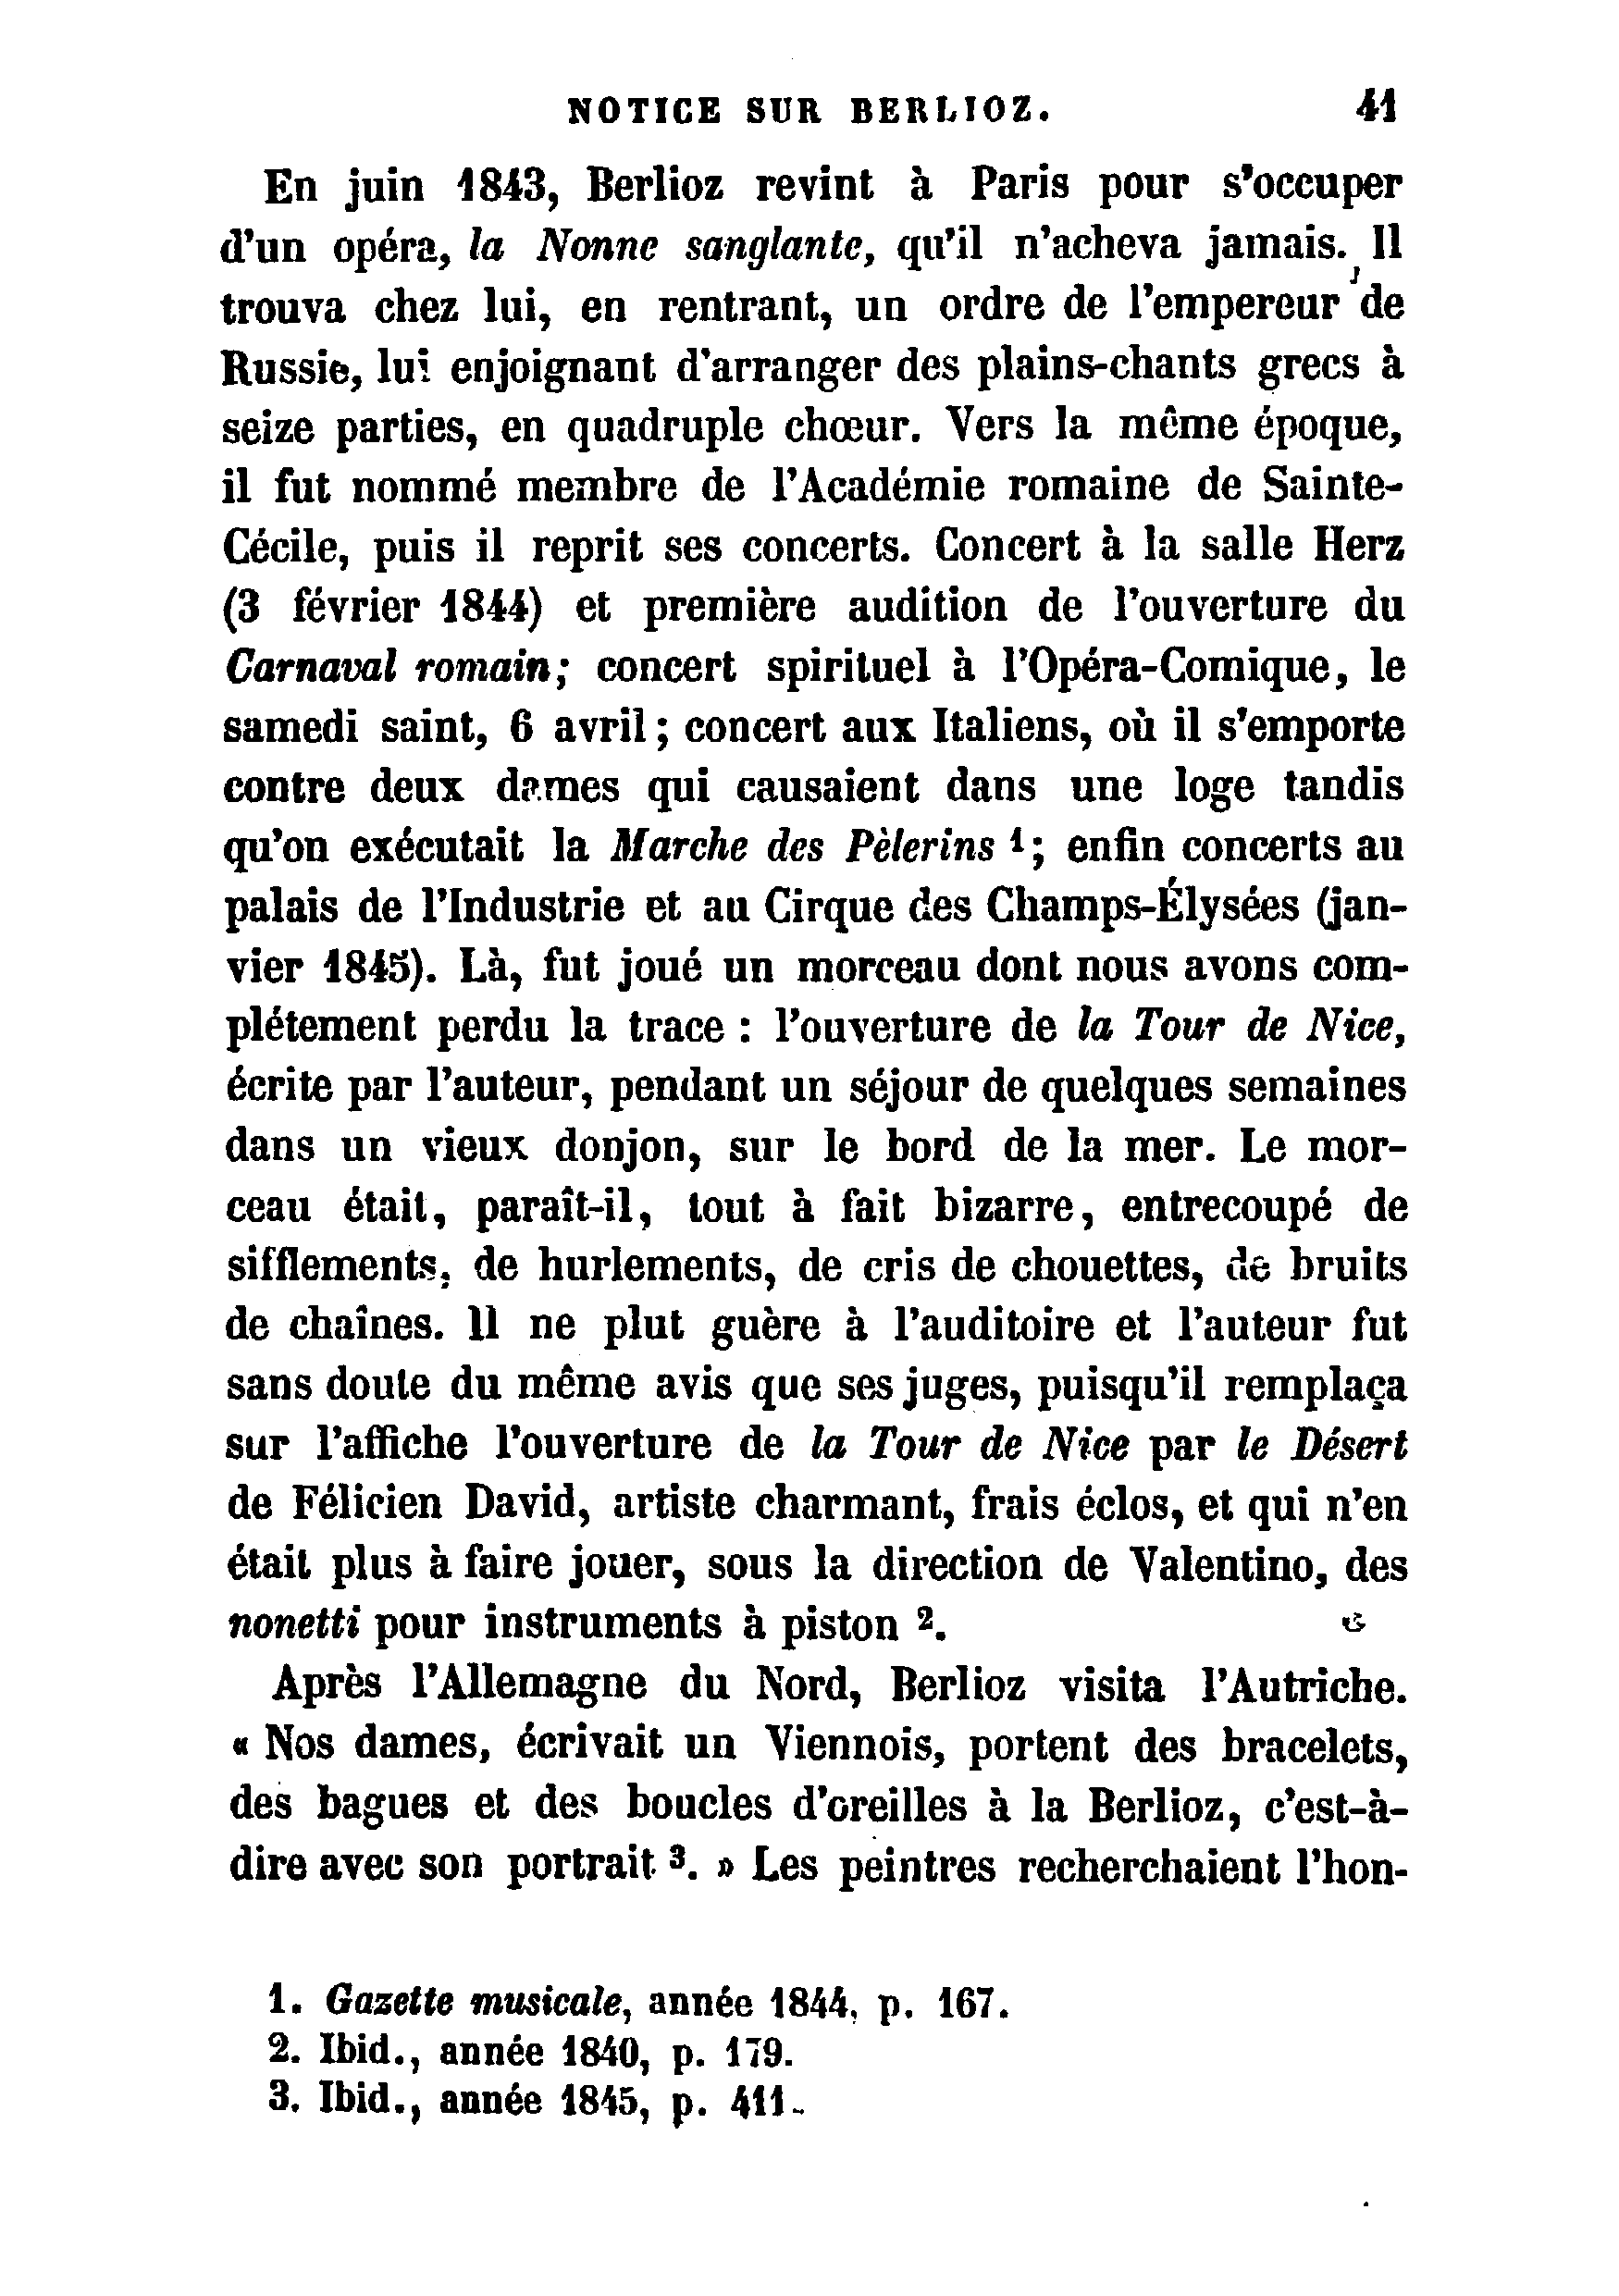 NOTICE SUR BERLIOZ. 41
En juin 1843, Berlioz revint à Paris pour s'occuper
d'un opéra, la Nonne sanglante, qu'il n'acheva jamais. Il
trouva chez lui, en rentrant, un ordre de l'empereur de
Russie, lui enjoignant d'arranger des plains-chants grecs à
seize parties, en quadruple chœur. Vers la même époque,
il fut nommé membre de l'Académie romaine de Sainte-
Cécile, puis il reprit ses concerts. Concert à la salle Herz
(3 février 1844) et première audition de l'ouverture du
Carnaval romain; concert spirituel à l'Opéra-Comique, le
samedi saint, 6 avril; concert aux Italiens, où il s'emporte
contre deux dames qui causaient dans une loge tandis
qu'on exécutait la Marche des Pèlerins ¹; enfin concerts au
palais de l'Industrie et au Cirque des Champs-Élysées (jan-
vier 1845). Là, fut joué un morceau dont nous avons com-
plétement perdu la trace : l'ouverture de la Tour de Nice,
écrite par l'auteur, pendant un séjour de quelques semaines
dans un vieux donjon, sur le bord de la mer. Le mor-
ceau était, paraît-il, tout à fait bizarre, entrecoupé de
sifflements, de hurlements, de cris de chouettes, de bruits
de chaînes. Il ne plut guère à l'auditoire et l'auteur fut
sans doute du même avis que ses juges, puisqu'il remplaça
sur l'affiche l'ouverture de la Tour de Nice par le Désert
de Félicien David, artiste charmant, frais éclos, et qui n'en
était plus à faire jouer, sous la direction de Valentino, des
nonetti pour instruments à piston ².
Après l'Allemagne du Nord, Berlioz visita l'Autriche.
« Nos dames, écrivait un Viennois, portent des bracelets,
des bagues et des boucles d'oreilles à la Berlioz, c'est-à-
dire avec son portrait ³. » Les peintres recherchaient l'hon-
1. Gazette musicale, année 1844, p. 167.
2. Ibid., année 1840, p. 179.
3. Ibid., année 1845, p. 411.